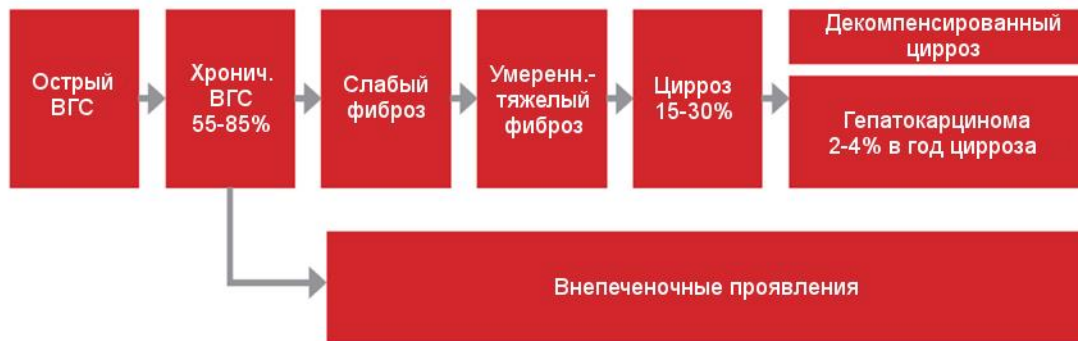 Острый
ВГС
Хронич.
ВГС
55-85%
Слабый
фиброз
Умеренн.-
тяжелый
фиброз
Цирроз
15-30%
Декомпенсированный
цирроз
Гепатокарцинома
2-4% в год цирроза
Внепеченочные проявления